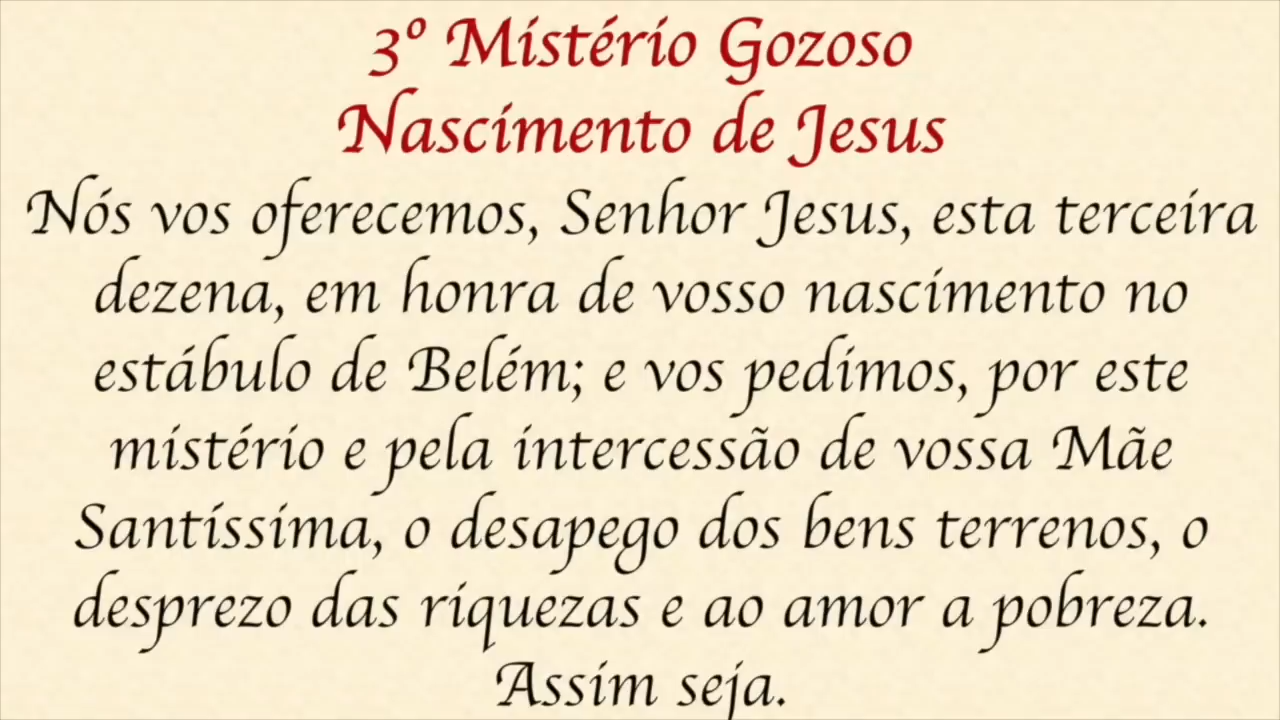 3º Mistério Gozoso
Nascimento de Jesus
Nós vos oferecemos, Senhor Jesus, esta terceira
dezena, em honra de vosso nascimento no
estábulo de Belém; e vos pedimos, por este
mistério e pela intercessão de vossa Mãe
Santíssima, o desapego dos bens terrenos, o
desprezo das riquezas e ao amor a pobreza.
Assim seja.